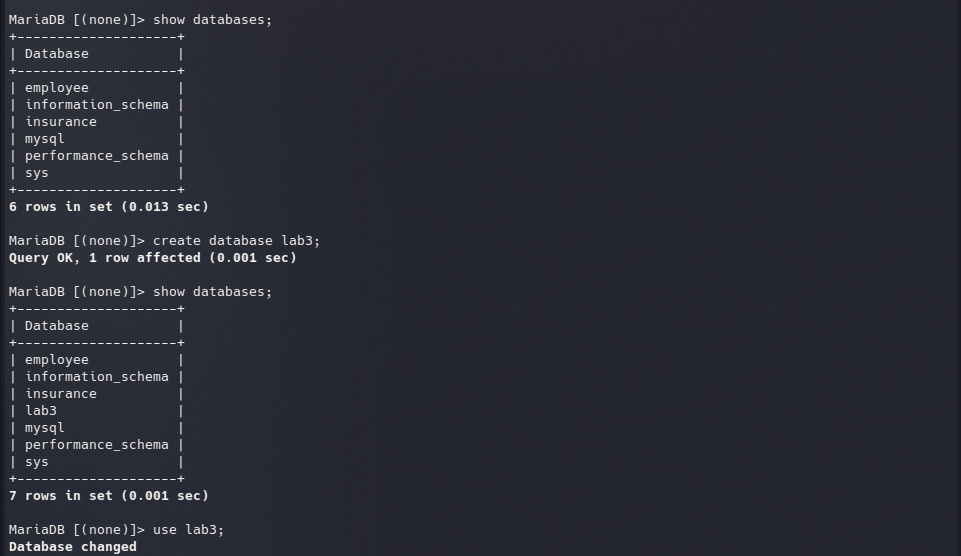 MariaDB [(none)]> show databases;
+--------------------+
| Database           |
+--------------------+
| employee           |
| information_schema |
| insurance          |
| mysql              |
| performance_schema |
| sys                |
+--------------------+
6 rows in set (0.013 sec)
MariaDB [(none)]> create database lab3;
Query OK, 1 row affected (0.001 sec)
MariaDB [(none)]> show databases;
+--------------------+
| Database           |
+--------------------+
| employee           |
| information_schema |
| insurance          |
| lab3               |
| mysql              |
| performance_schema |
| sys                |
+--------------------+
7 rows in set (0.001 sec)
MariaDB [(none)]> use lab3;
Database changed